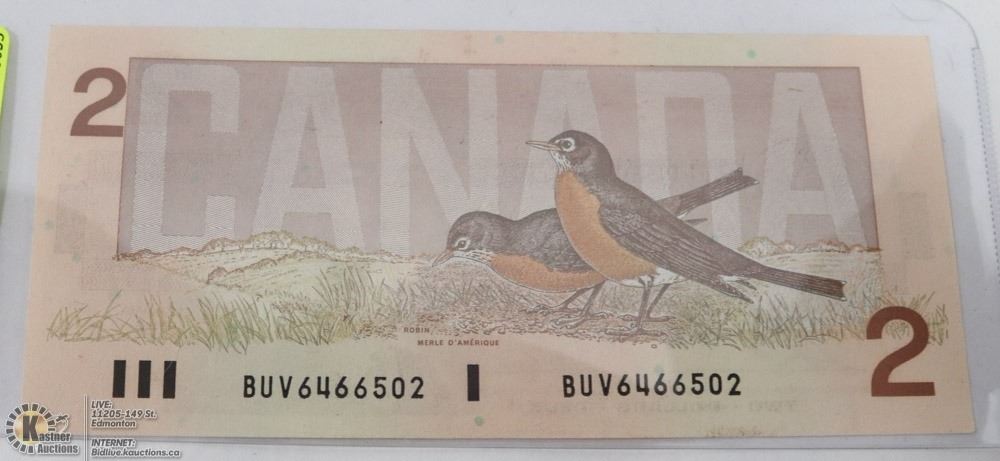 2
CANADA
ROBIN
MERLE D'AMÉRIQUE
2
BUV6466502 BUV6466502
Kastner
Auctions
LIVE:
11205-149 St.
Edmonton
INTERNET:
Bidlive.kauctions.ca